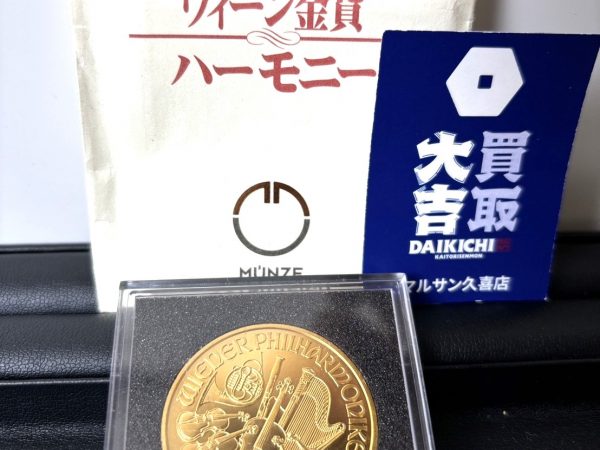 ウィーン金貨
ハーモニー
MÜNZE
買取
大吉
DAIKICHI
KAITORISENMON
マルサン久喜店
WIENER PHILHARMONIKER